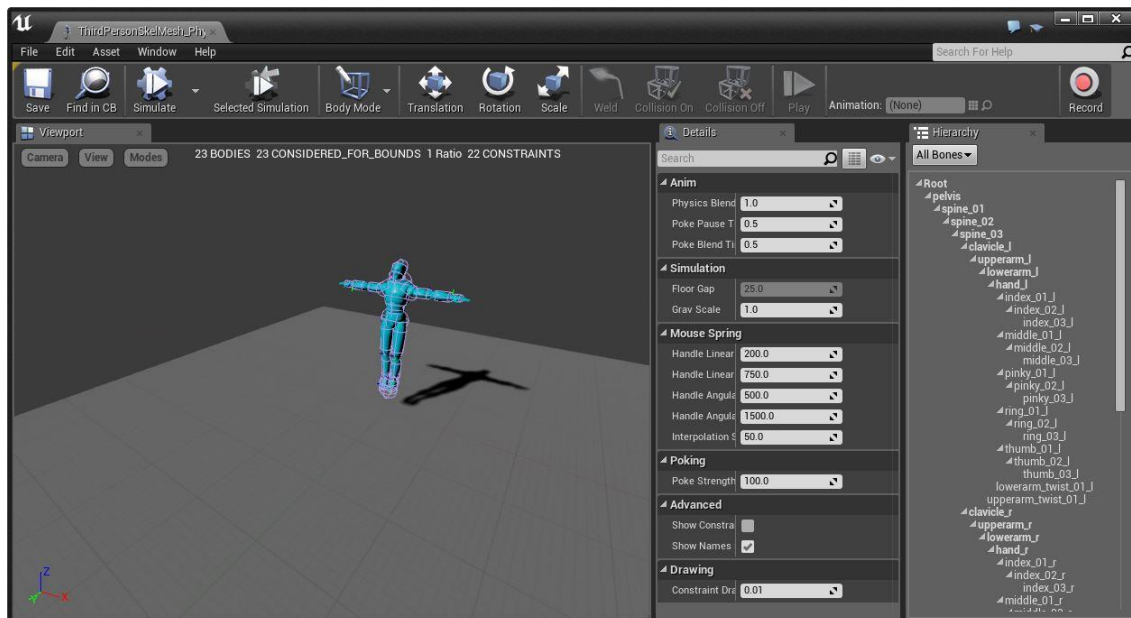 ThirdPersonSkelMesh_Phy
File Edit Asset Window Help
Search For Help
Save Find in CB Simulate Selected Simulation Body Mode Translation Rotation Scale Weld Collision On Collision Off Play Animation: (None) Record
Viewport
Camera View Modes
23 BODIES 23 CONSIDERED_FOR_BOUNDS 1 Ratio 22 CONSTRAINTS
Z
X
Y
Details
Search
Anim
Physics Blend 1.0
Poke Pause T 0.5
Poke Blend Ti 0.5
Simulation
Floor Gap 25.0
Grav Scale 1.0
Mouse Spring
Handle Linear 200.0
Handle Linear 750.0
Handle Angula 500.0
Handle Angula 1500.0
Interpolation S 50.0
Poking
Poke Strength 100.0
Advanced
Show Constra
Show Names
Drawing
Constraint Dra 0.01
Hierarchy
All Bones
Root
pelvis
spine_01
spine_02
spine_03
clavicle_l
upperarm_l
lowerarm_l
hand_l
index_01_l
index_02_l
index_03_l
middle_01_l
middle_02_l
middle_03_l
pinky_01_l
pinky_02_l
pinky_03_l
ring_01_l
ring_02_l
ring_03_l
thumb_01_l
thumb_02_l
thumb_03_l
lowerarm_twist_01_l
upperarm_twist_01_l
clavicle_r
upperarm_r
lowerarm_r
hand_r
index_01_r
index_02_r
index_03_r
middle_01_r